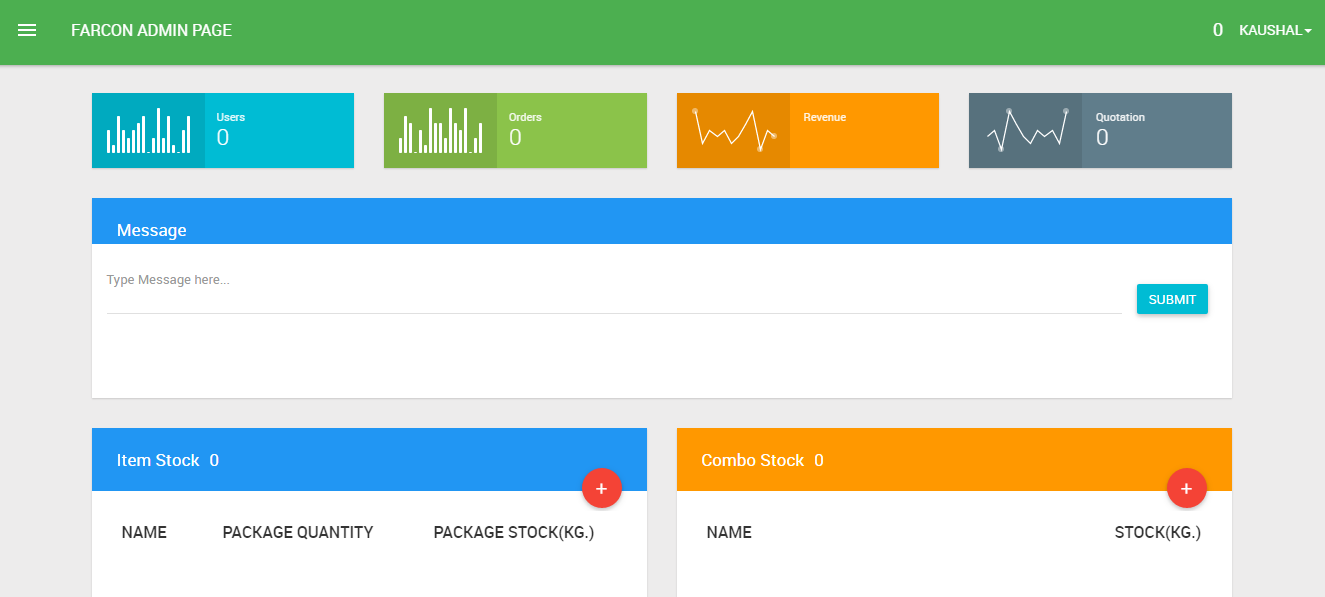 FARCON ADMIN PAGE 0 KAUSHAL
Users
0
Orders
0
Revenue
Quotation
0
Message
Type Message here...
SUBMIT
Item Stock 0
+
NAME PACKAGE QUANTITY PACKAGE STOCK(KG.)
Combo Stock 0
+
NAME STOCK(KG.)